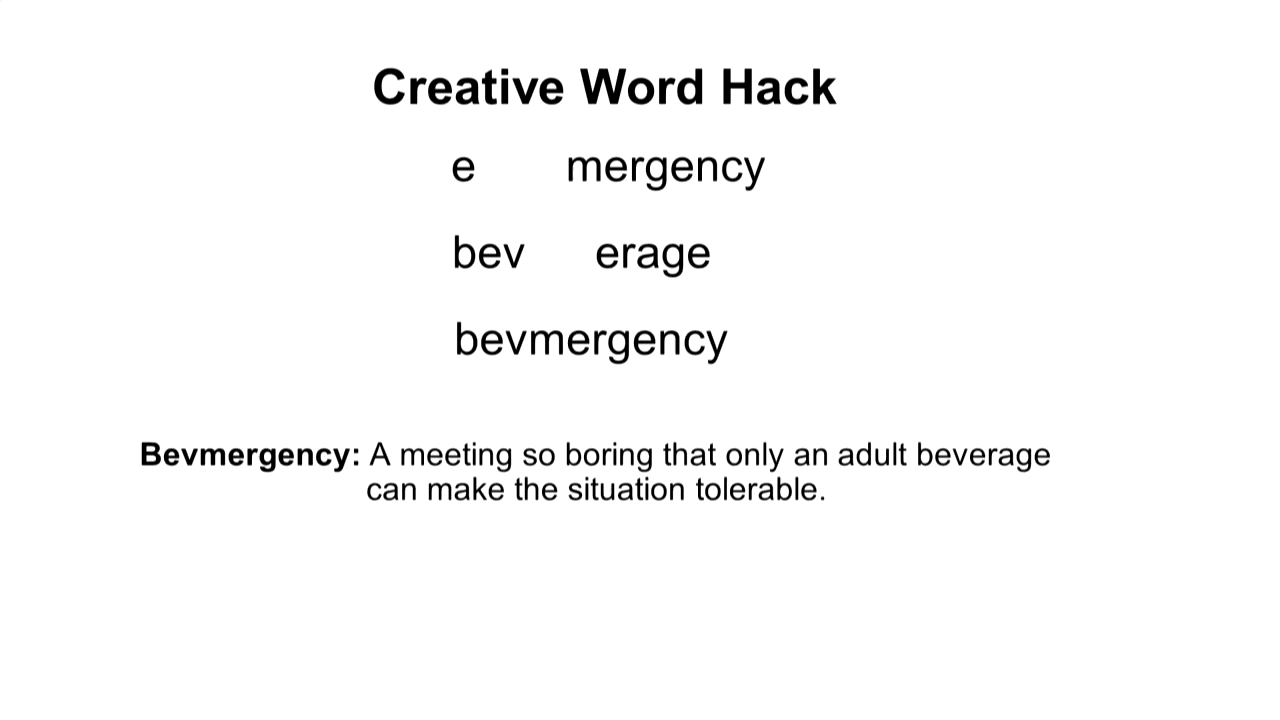 Creative Word Hack
e mergency
bev erage
bevmergency
Bevmergency: A meeting so boring that only an adult beverage
can make the situation tolerable.